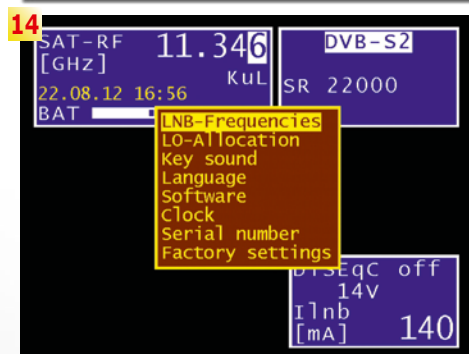 14
SAT-RF
[GHz]
11.346
KuL
22.08.12 16:56
BAT
DVB-S2
SR 22000
LNB-Frequencies
LO-Allocation
Key sound
Language
Software
Clock
Serial number
Factory settings
DiSEqC off
14V
Ilnb
[mA] 140